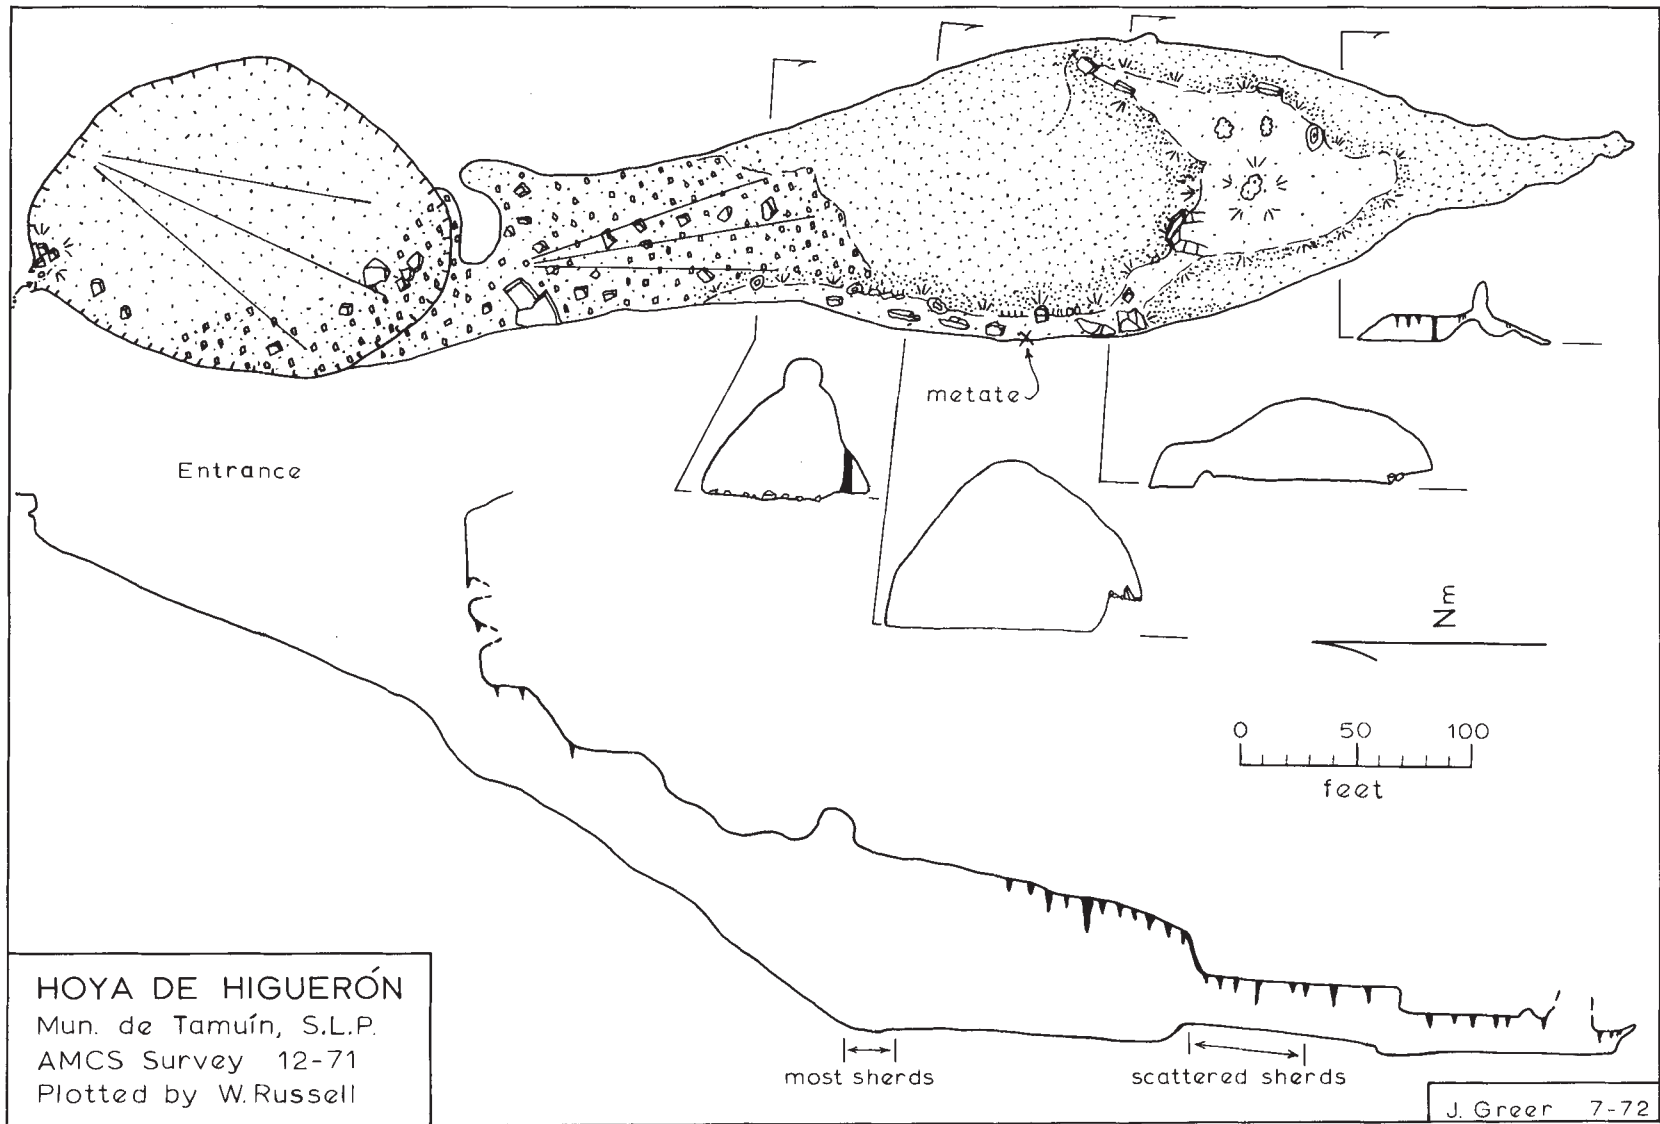 metate
Entrance
Nm
0 50 100
feet
most sherds
scattered sherds
HOYA DE HIGUERÓN
Mun. de Tamuín, S.L.P.
AMCS Survey 12-71
Plotted by W. Russell
J. Greer 7-72